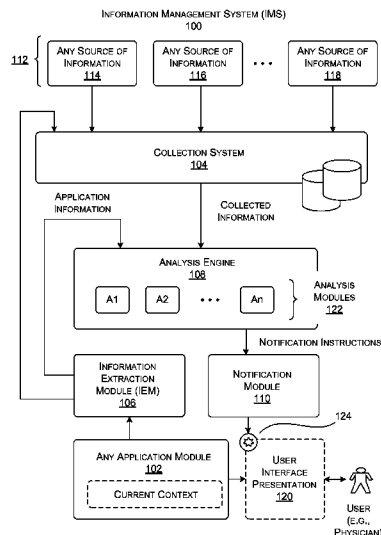 INFORMATION MANAGEMENT SYSTEM (IMS)
100
112
ANY SOURCE OF
INFORMATION
114
ANY SOURCE OF
INFORMATION
116
• • •
ANY SOURCE OF
INFORMATION
118
COLLECTION SYSTEM
104
APPLICATION
INFORMATION
COLLECTED
INFORMATION
ANALYSIS ENGINE
108
A1
A2
• • •
An
ANALYSIS
MODULES
122
NOTIFICATION INSTRUCTIONS
INFORMATION
EXTRACTION
MODULE (IEM)
106
NOTIFICATION
MODULE
110
124
ANY APPLICATION MODULE
102
CURRENT CONTEXT
USER
INTERFACE
PRESENTATION
120
USER
(E.G.,
PHYSICIAN)